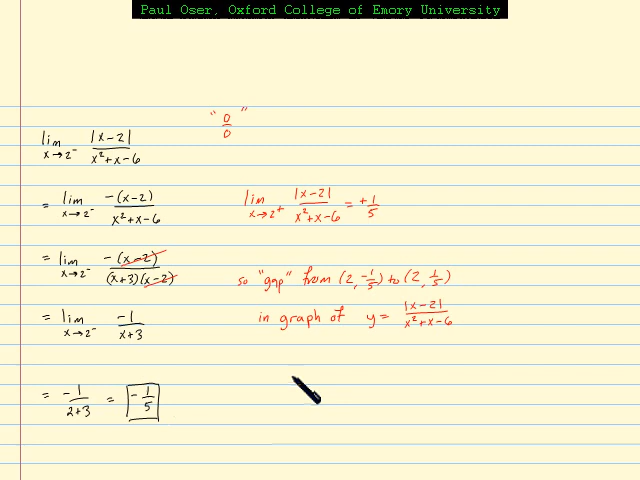 Paul Oser, Oxford College of Emory University
" 0/0 "
lim x→2⁻ |x-2| / x²+x-6
= lim x→2⁻ -(x-2) / x²+x-6
lim x→2⁺ |x-2| / x²+x-6 = +1/5
= lim x→2⁻ -(x-2) / (x+3)(x-2)
so "gap" from (2, -1/5) to (2, 1/5)
= lim x→2⁻ -1 / x+3
in graph of y = |x-2| / x²+x-6
= -1 / 2+3 = -1/5